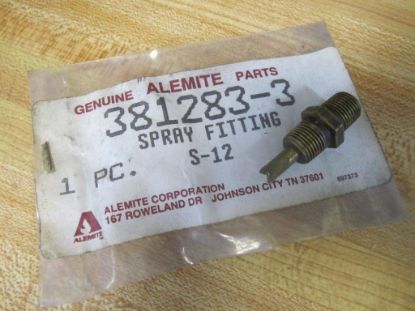 GENUINE ALEMITE PARTS
381283-3
SPRAY FITTING
S-12
1 PC.
ALEMITE CORPORATION
167 ROWELAND DR JOHNSON CITY TN 37601
ALEMITE